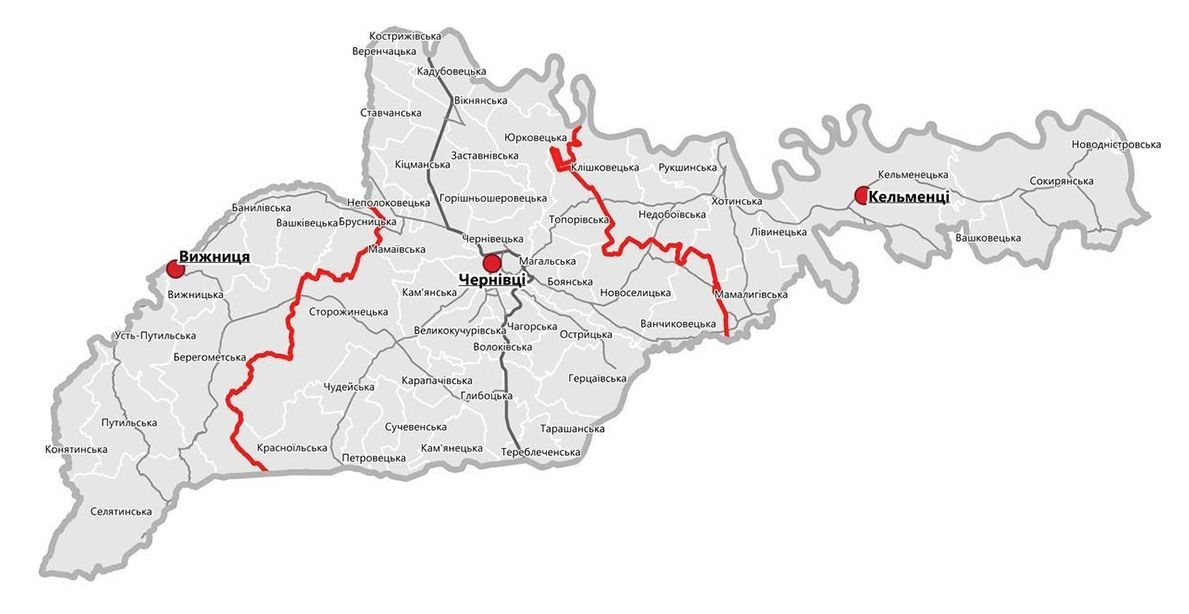 Кострижівська
Веренчацька
Кадубовецька
Вікнянська
Ставчанська
Юрковецька
Новодністровська
Заставнівська
Кіцманська
Клішковецька
Рукшинська
Кельменецька
Сокирянська
Кельменці
Горішньошеровецька
Неполоковецька
Хотинська
Банилівська
Вашківецька
Брусницька
Топорівська
Недобоївська
Лівинецька
Чернівецька
Вашковецька
Мамаївська
Вижниця
Магальська
Чернівці
Боянська
Вижницька
Кам'янська
Новоселицька
Мамалигівська
Сторожинецька
Ванчиковецька
Усть-Путильська
Великокучурівська
Чагорська
Острицька
Волоківська
Берегометська
Чудейська
Карапачівська
Герцаївська
Глибоцька
Путильська
Сучевенська
Тарашанська
Конятинська
Красноїльська
Петровецька
Кам'янецька
Тереблеченська
Селятинська